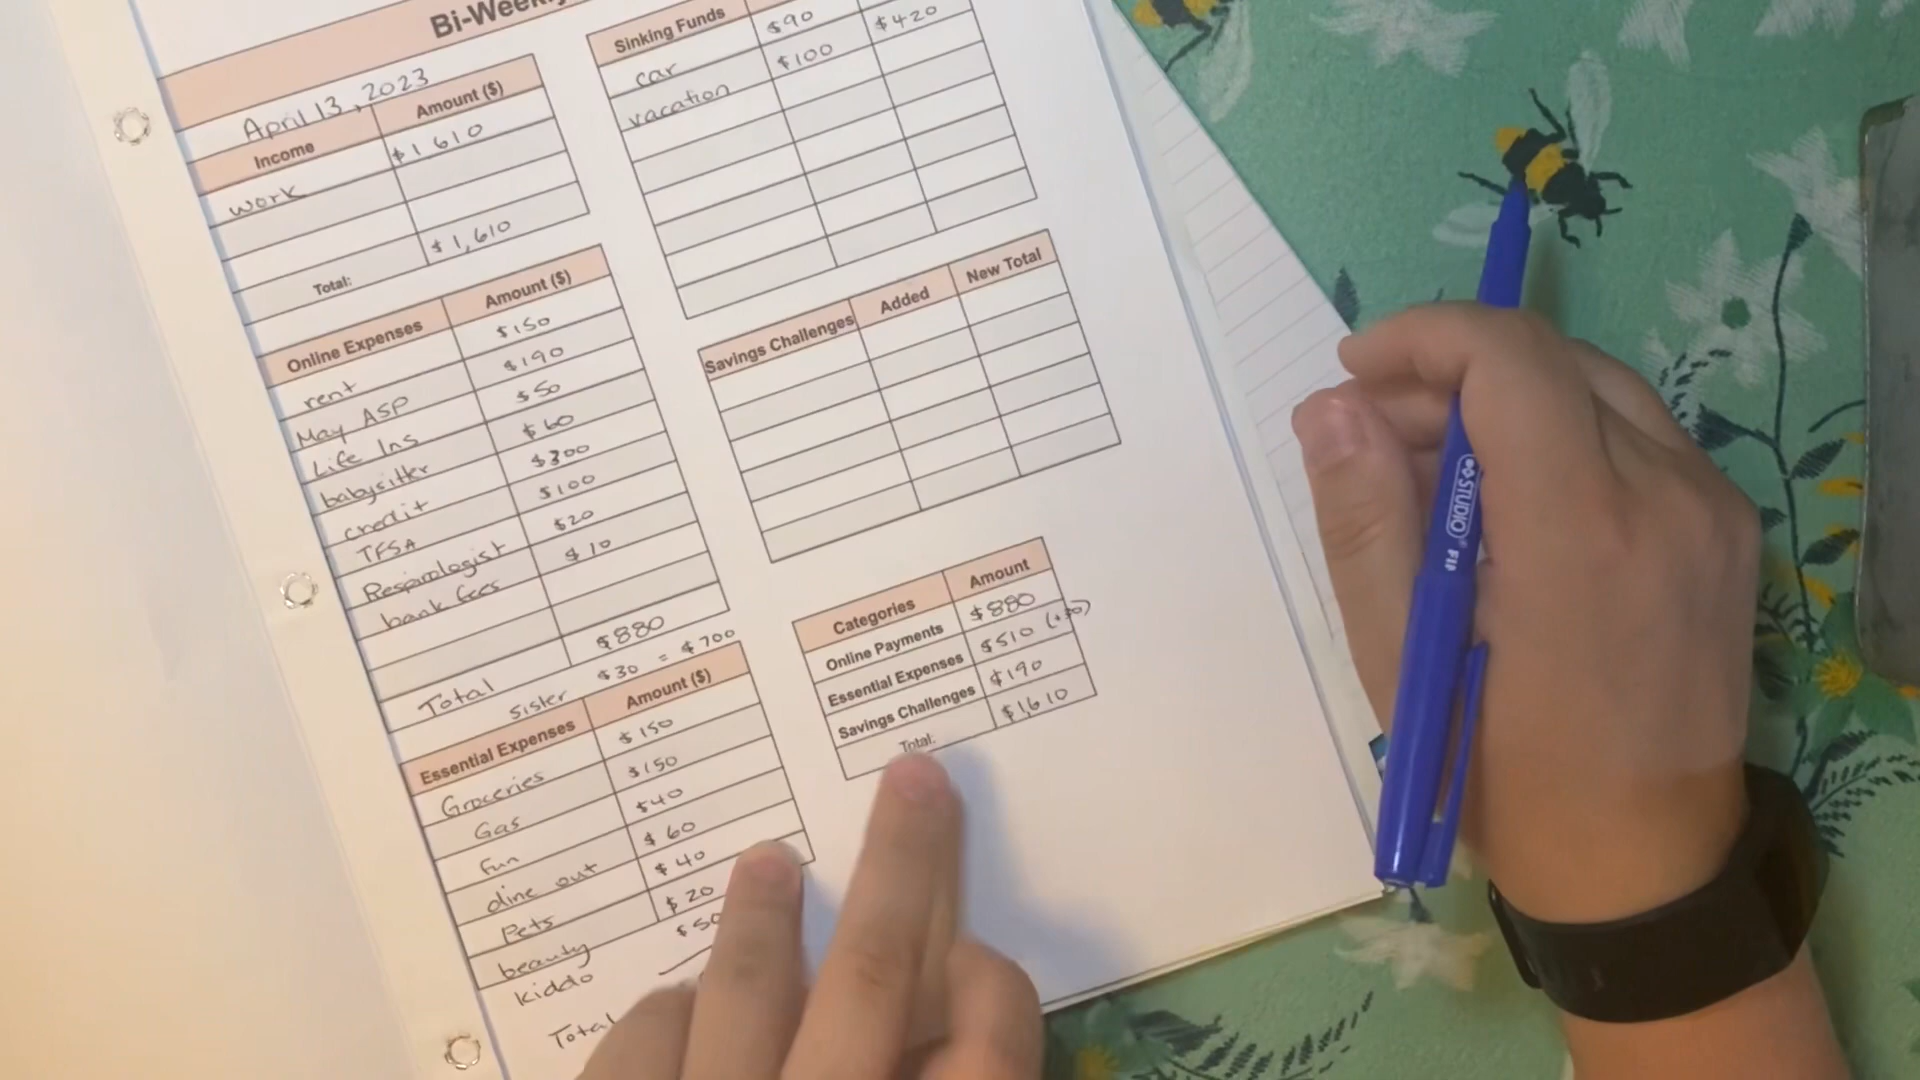 Bi-Weekly
April 13, 2023
Income Amount ($)
work $1 610
Total: $1,610
Online Expenses Amount ($)
rent $150
May ASP $190
Life Ins $50
babysitter $60
credit $300
TFSA $100
Respirologist $20
bank fees $10
Total $880
sister $30 = $700
Essential Expenses Amount ($)
Groceries $150
Gas $150
fun $40
dine out $60
Pets $40
beauty $20
kiddo $50
Total
Sinking Funds
car $90
vacation $100 $420
Savings Challenges Added New Total
Categories Amount
Online Payments $880
Essential Expenses $510 (+30)
Savings Challenges $190
Total: $1,610
STUDIO